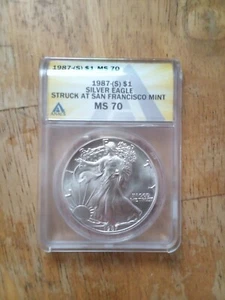 1987-(S) $1 MS 70
1987-(S) $1
SILVER EAGLE
STRUCK AT SAN FRANCISCO MINT
MS 70